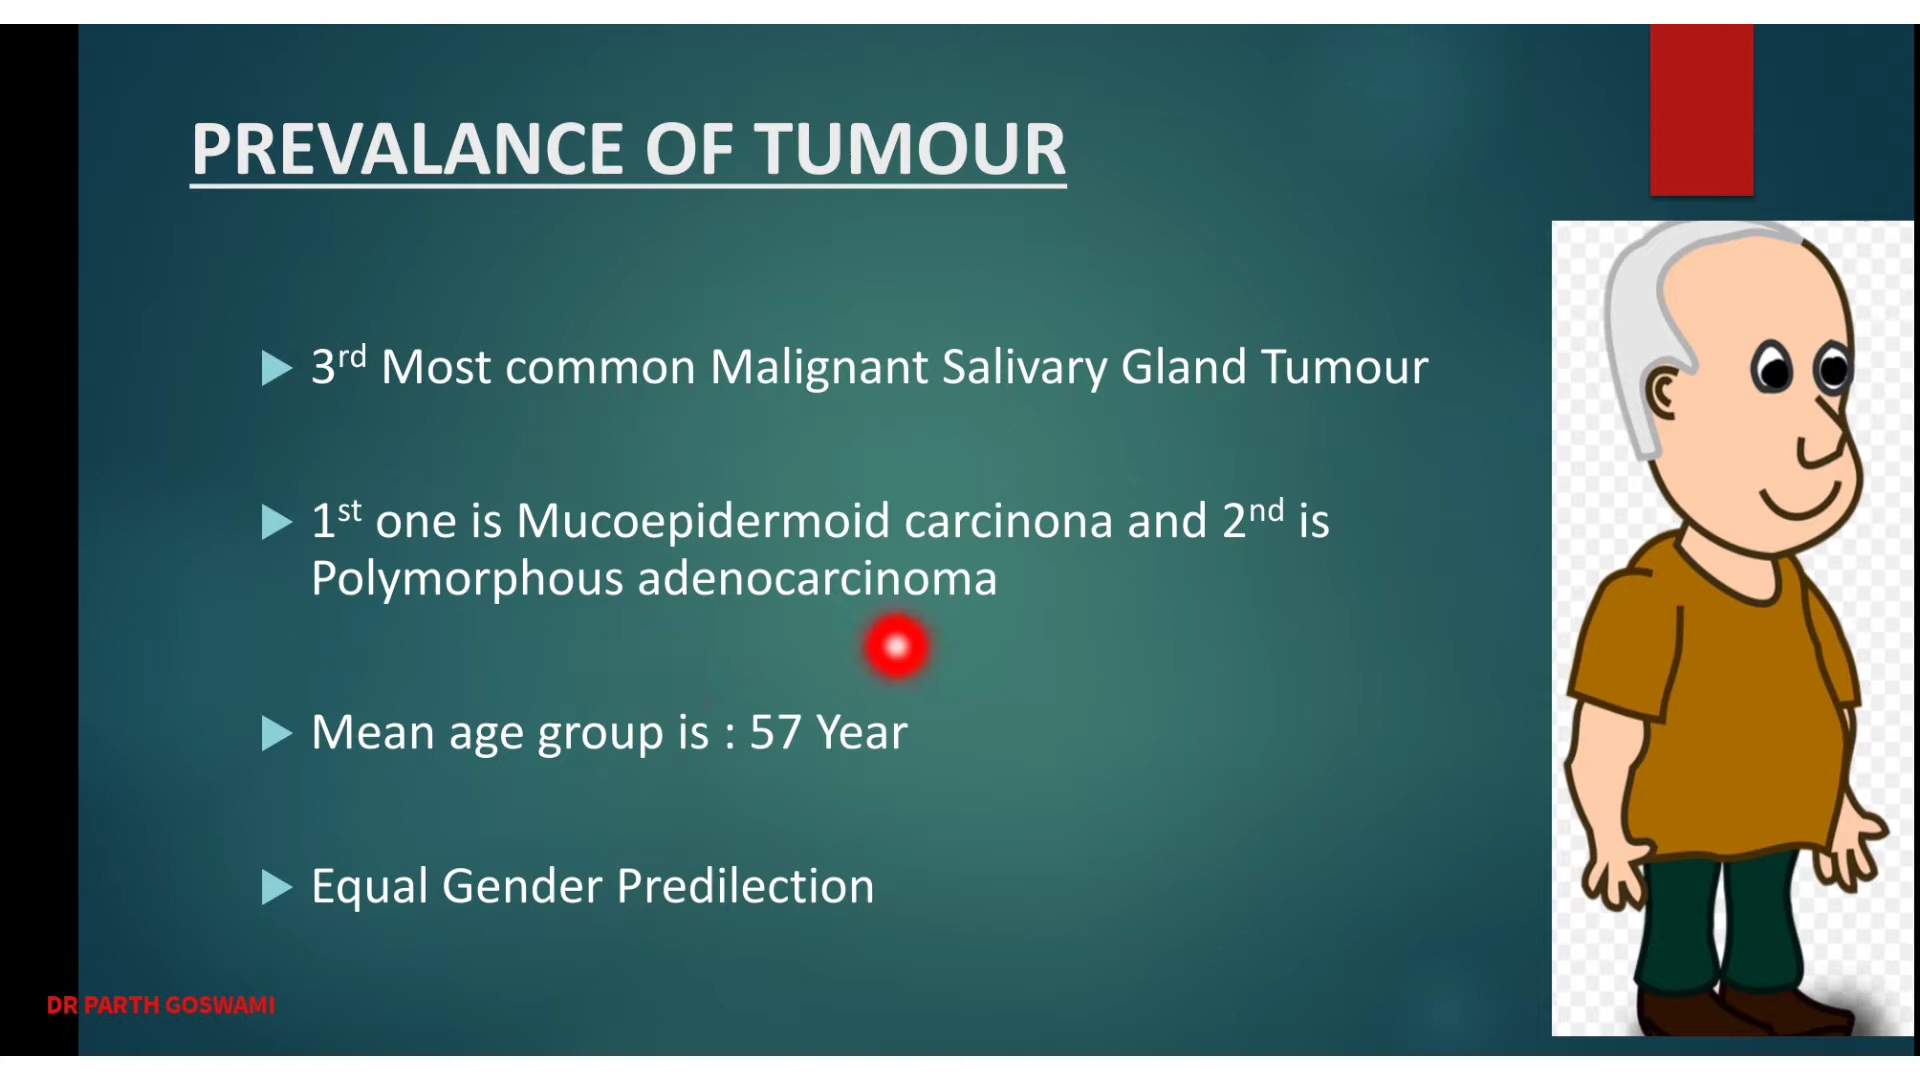 PREVALANCE OF TUMOUR
3rd Most common Malignant Salivary Gland Tumour
1st one is Mucoepidermoid carcinona and 2nd is
Polymorphous adenocarcinoma
Mean age group is : 57 Year
Equal Gender Predilection
DR PARTH GOSWAMI